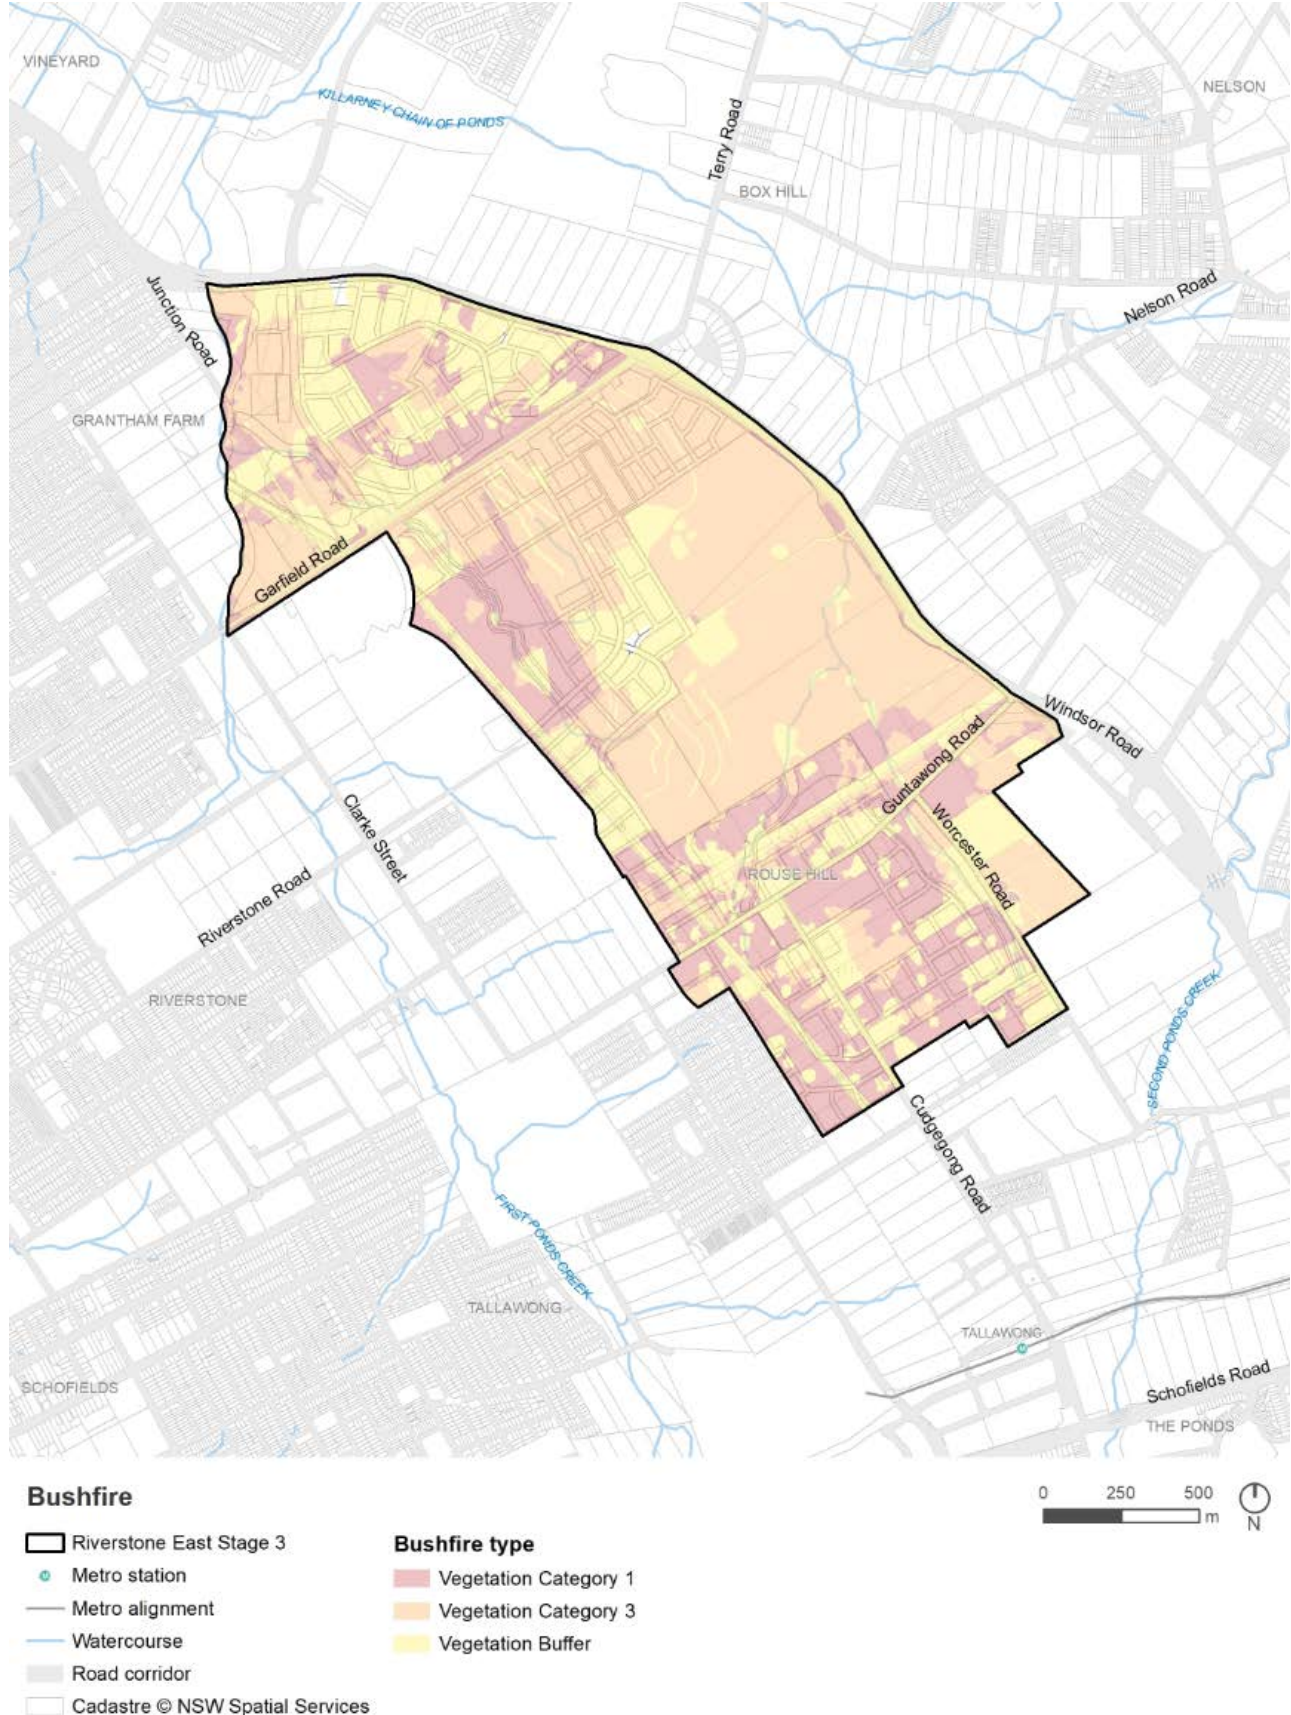 VINEYARD
NELSON
KILLARNEY CHAIN OF PONDS
Terry Road
BOX HILL
Junction Road
Nelson Road
GRANTHAM FARM
Garfield Road
Windsor Road
Guntawong Road
Clarke Street
Worcester Road
ROUSE HILL
Riverstone Road
RIVERSTONE
SECOND PONDS CREEK
Cudgegong Road
FIRST PONDS CREEK
TALLAWONG
TALLAWONG
SCHOFIELDS
Schofields Road
THE PONDS
Bushfire
0 250 500
m
N
Riverstone East Stage 3
M Metro station
Metro alignment
Watercourse
Road corridor
Cadastre © NSW Spatial Services
Bushfire type
Vegetation Category 1
Vegetation Category 3
Vegetation Buffer